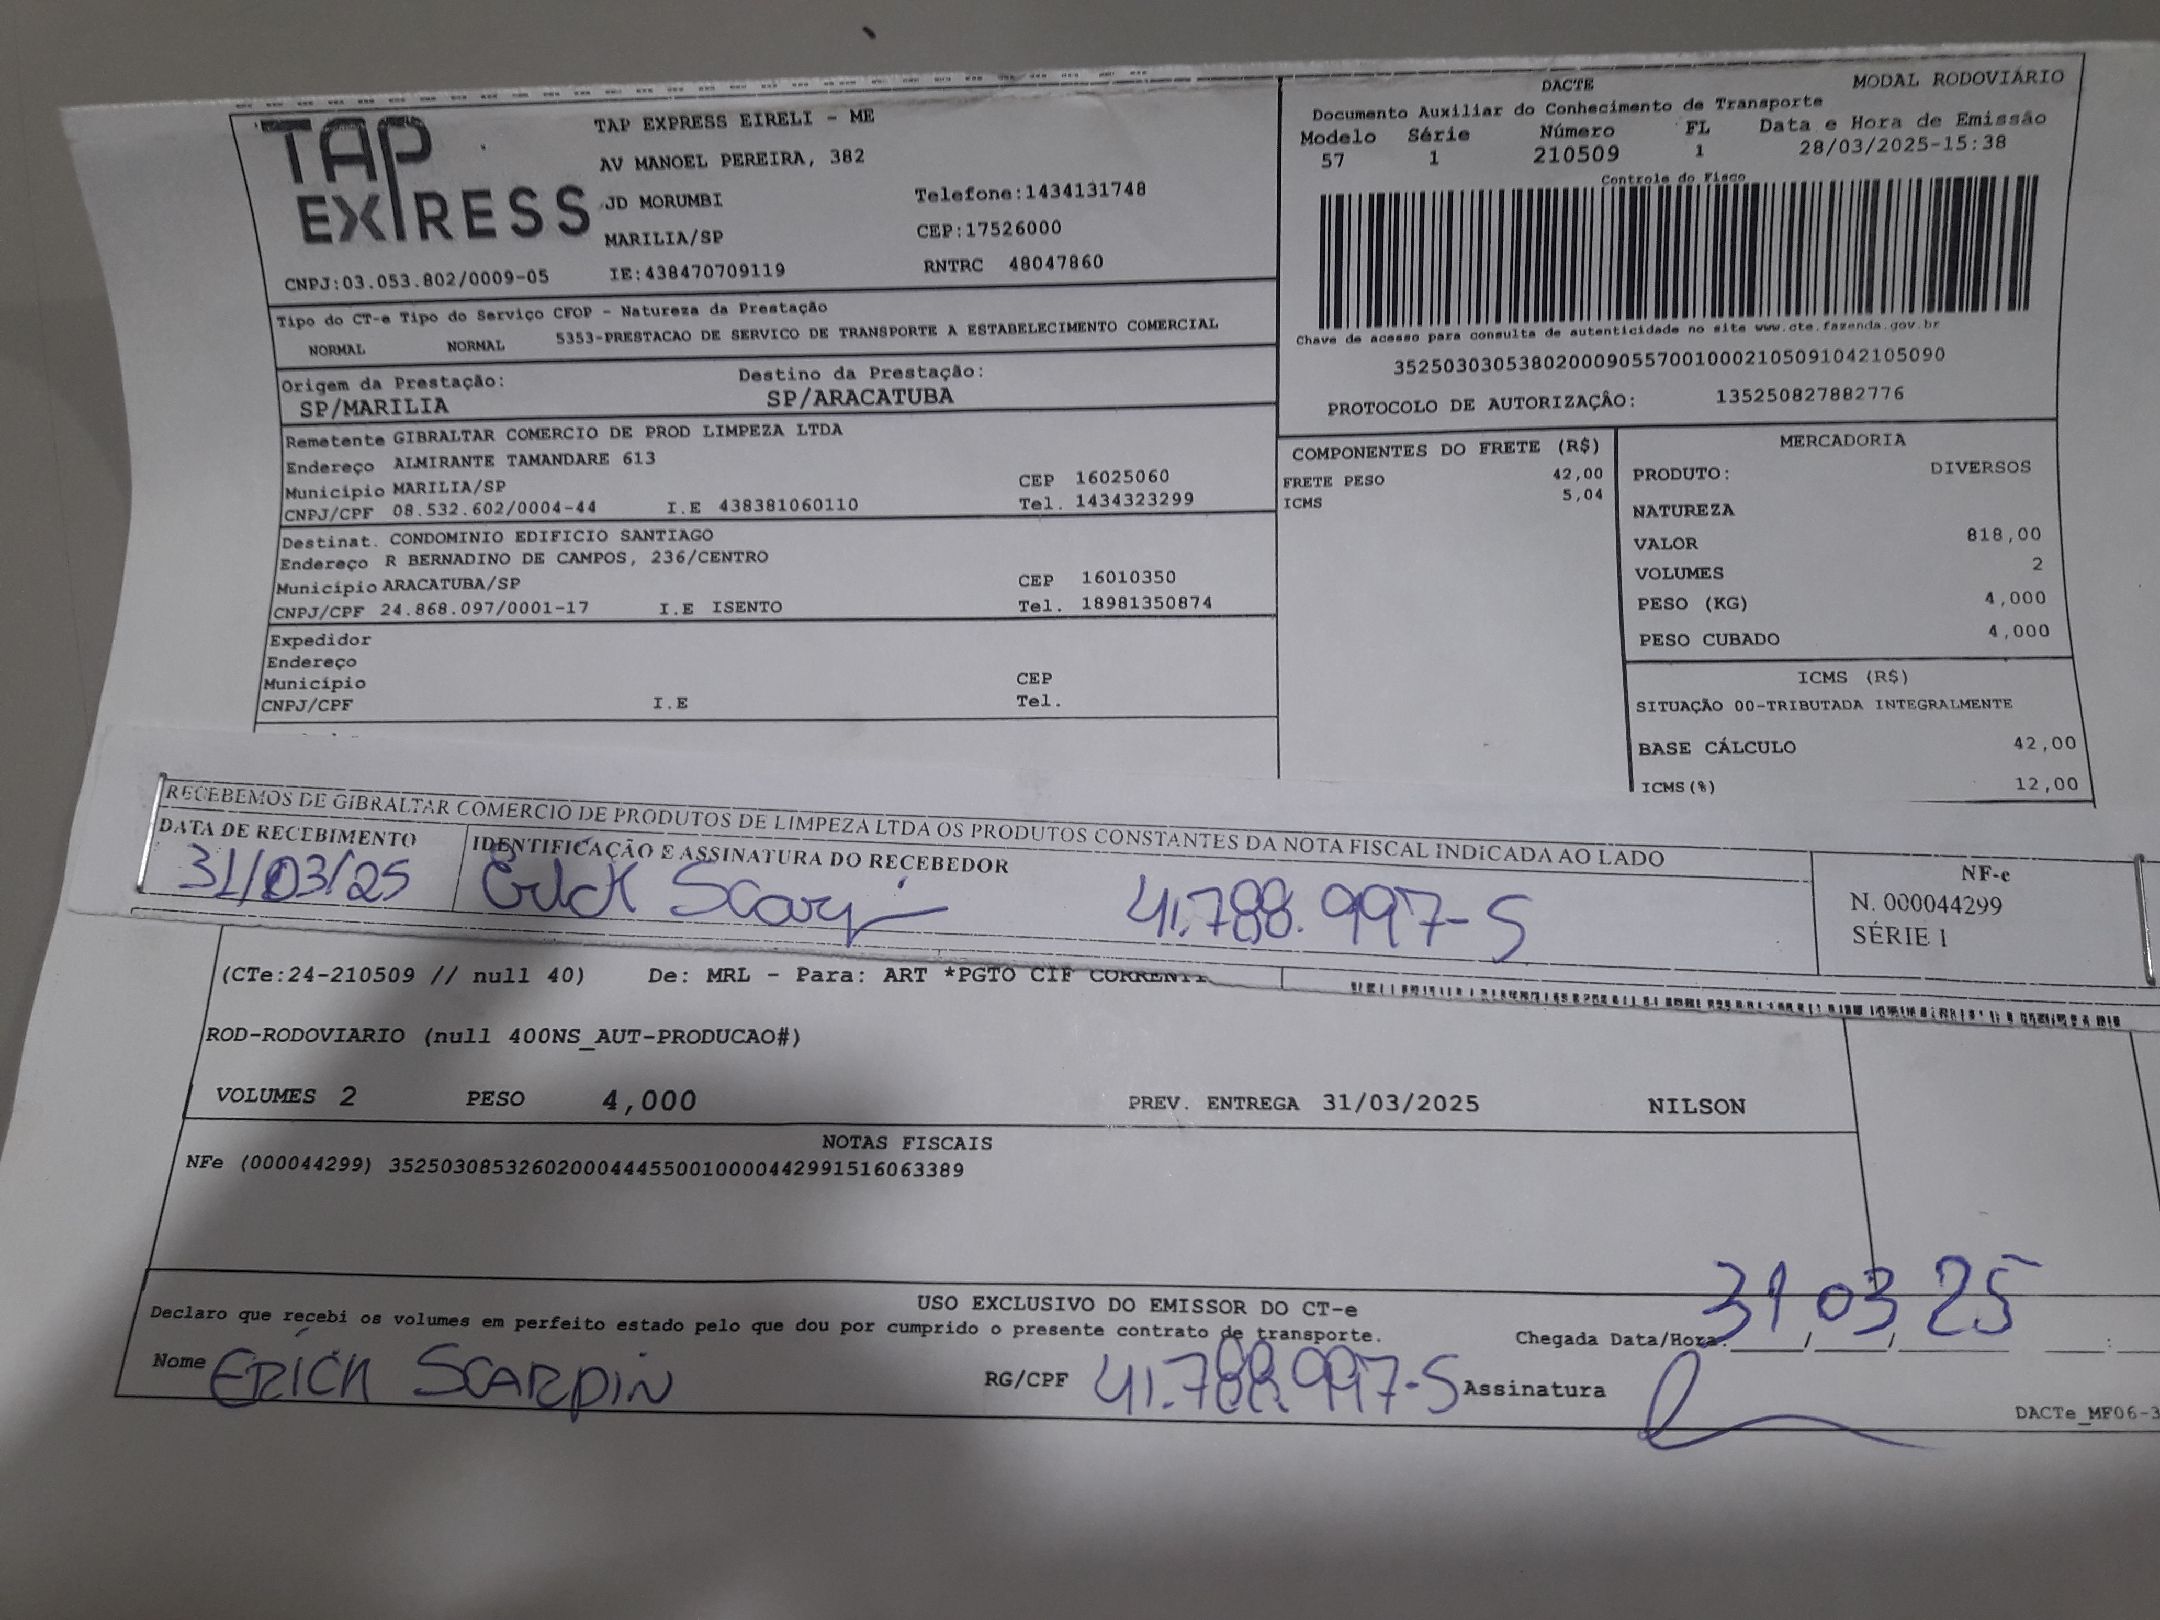 TAP
EXPRESS
TAP EXPRESS EIRELI - ME
AV MANOEL PEREIRA, 382
JD MORUMBI
Telefone:1434131748
MARILIA/SP
CEP:17526000
CNPJ:03.053.802/0009-05
IE:438470709119
RNTRC 48047860
DACTE
MODAL RODOVIÁRIO
Documento Auxiliar do Conhecimento de Transporte
Modelo Série Número FL Data e Hora de Emissão
57 1 210509 1 28/03/2025-15:38
Controle do Fisco
Chave de acesso para consulta de autenticidade no site www.cte.fazenda.gov.br
35250303053802000905570010002105091042105090
PROTOCOLO DE AUTORIZAÇÃO: 135250827882776
Tipo do CT-e Tipo do Serviço CFOP - Natureza da Prestação
NORMAL NORMAL 5353-PRESTACAO DE SERVICO DE TRANSPORTE A ESTABELECIMENTO COMERCIAL
Origem da Prestação: Destino da Prestação:
SP/MARILIA SP/ARACATUBA
Remetente GIBRALTAR COMERCIO DE PROD LIMPEZA LTDA
Endereço ALMIRANTE TAMANDARE 613
Município MARILIA/SP CEP 16025060
CNPJ/CPF 08.532.602/0004-44 I.E 438381060110 Tel. 1434323299
Destinat. CONDOMINIO EDIFICIO SANTIAGO
Endereço R BERNADINO DE CAMPOS, 236/CENTRO
Município ARACATUBA/SP CEP 16010350
CNPJ/CPF 24.868.097/0001-17 I.E ISENTO Tel. 18981350874
Expedidor
Endereço
Município CEP
CNPJ/CPF I.E Tel.
COMPONENTES DO FRETE (R$)
FRETE PESO 42,00
ICMS 5,04
MERCADORIA
PRODUTO: DIVERSOS
NATUREZA
VALOR 818,00
VOLUMES 2
PESO (KG) 4,000
PESO CUBADO 4,000
ICMS (R$)
SITUAÇÃO 00-TRIBUTADA INTEGRALMENTE
BASE CÁLCULO 42,00
ICMS(%) 12,00
RECEBEMOS DE GIBRALTAR COMERCIO DE PRODUTOS DE LIMPEZA LTDA OS PRODUTOS CONSTANTES DA NOTA FISCAL INDICADA AO LADO
DATA DE RECEBIMENTO IDENTIFICAÇÃO E ASSINATURA DO RECEBEDOR
31/03/25 Erick Scarpi 41.788.997-5
NF-e
N. 000044299
SÉRIE 1
(CTe:24-210509 // null 40) De: MRL - Para: ART *PGTO CIF CORRENTI
ROD-RODOVIARIO (null 400NS_AUT-PRODUCAO#)
VOLUMES 2 PESO 4,000 PREV. ENTREGA 31/03/2025 NILSON
NOTAS FISCAIS
NFe (000044299) 35250308532602000444550010000442991516063389
USO EXCLUSIVO DO EMISSOR DO CT-e
Declaro que recebi os volumes em perfeito estado pelo que dou por cumprido o presente contrato de transporte.
Chegada Data/Hora: 31/03/25 :
Nome ERICK SCARPIN RG/CPF 41.788.997-5 Assinatura
DACTe_MF06-3